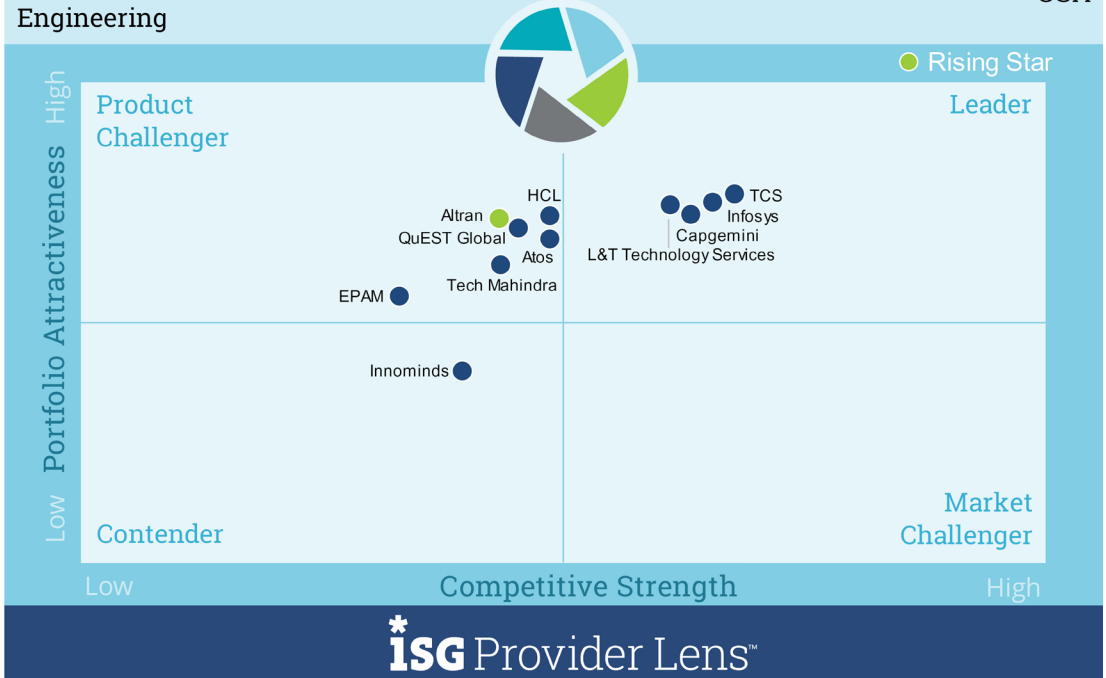 Engineering
Rising Star
High
Product
Challenger
Leader
Portfolio Attractiveness
HCL
TCS
Altran
Infosys
QuEST Global
Capgemini
Atos
L&T Technology Services
Tech Mahindra
EPAM
Innominds
Low
Market
Challenger
Contender
Low
Competitive Strength
High
ISG Provider Lens™